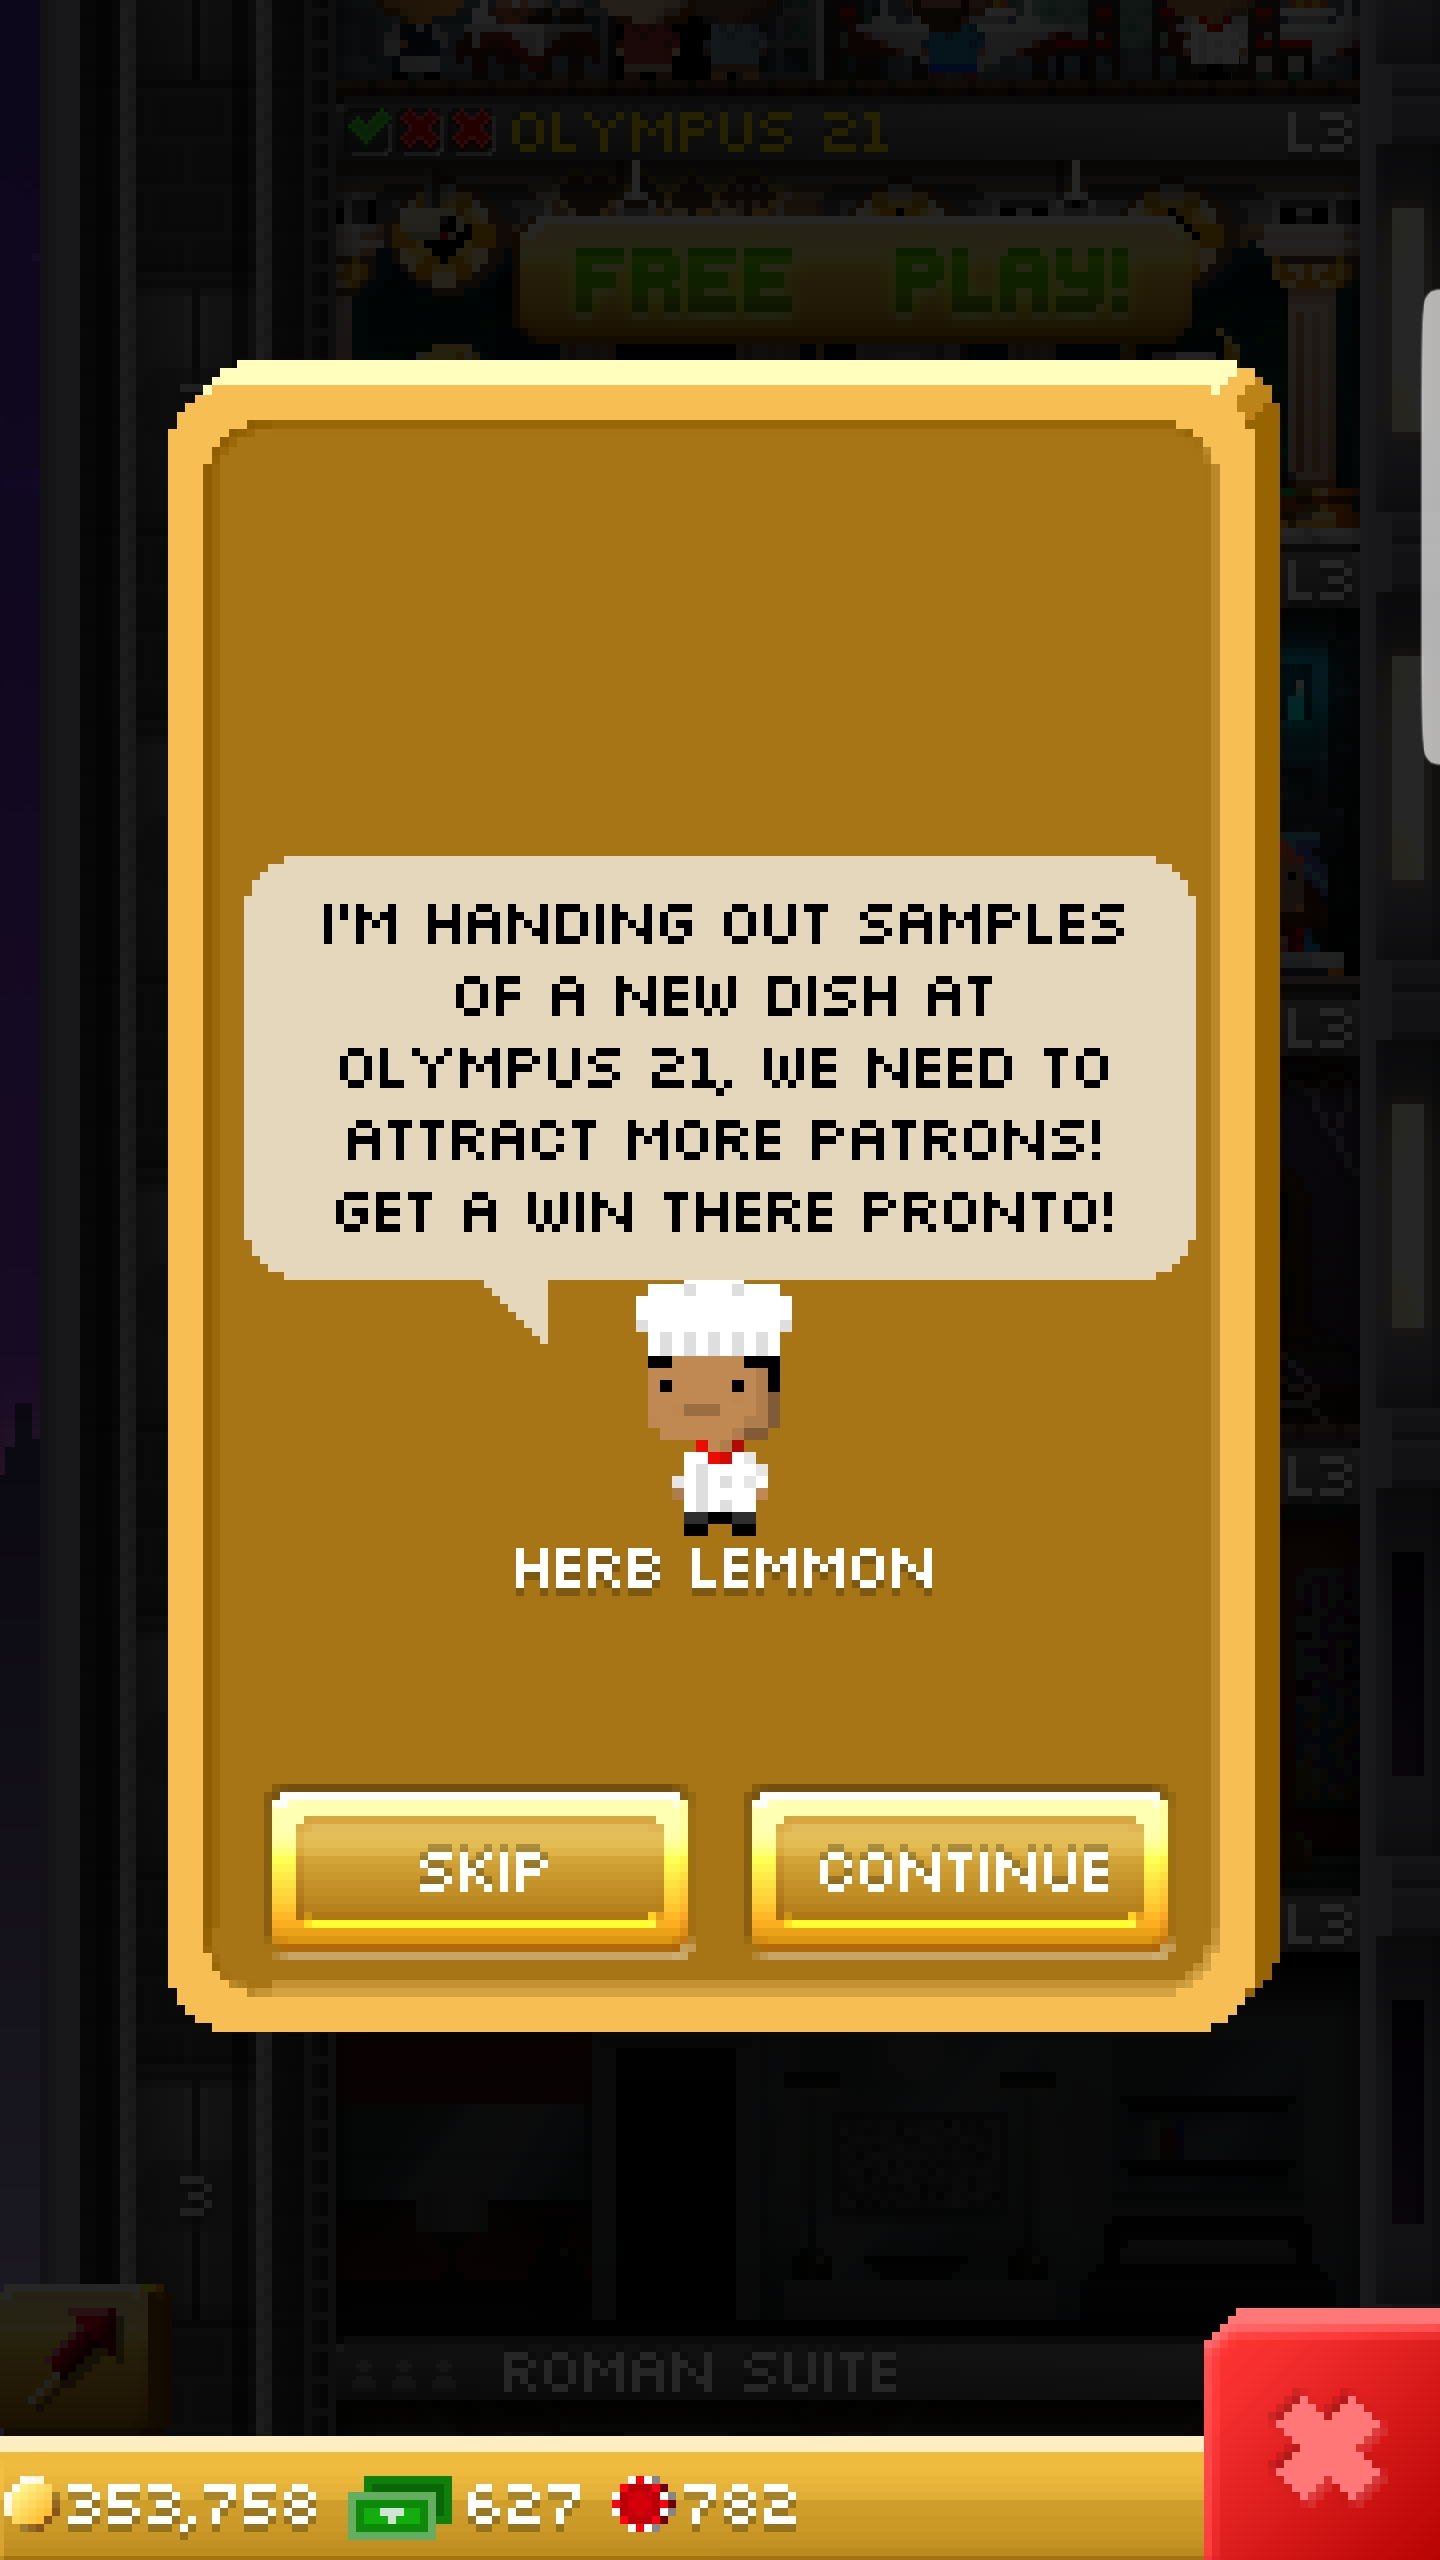 OLYMPUS 21 L3
FREE PLAY!
L3
I'M HANDING OUT SAMPLES
OF A NEW DISH AT
OLYMPUS 21, WE NEED TO
ATTRACT MORE PATRONS!
GET A WIN THERE PRONTO!
L3
L3
HERB LEMMON
SKIP CONTINUE
L3
3
ROMAN SUITE
353,758 627 782